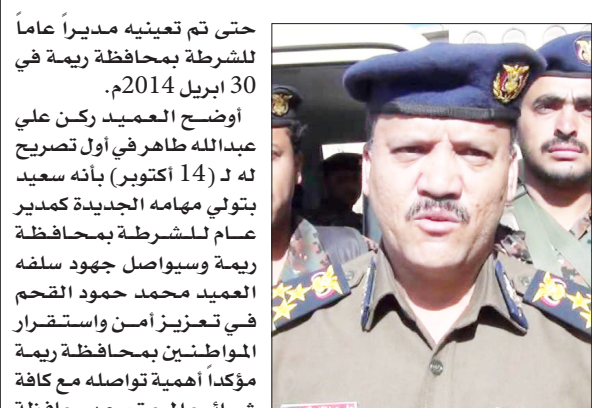 حتى تم تعينيه مديراً عاماً
للشرطة بمحافظة ريمة في
30 ابريل 2014م.
أوضح العميد ركن علي
عبدالله طاهر في أول تصريح
له لـ (14 أكتوبر) بأنه سعيد
بتولي مهامه الجديدة كمدير
عام للشرطة بمحافظة
ريمة وسيواصل جهود سلفه
العميد محمد حمود القحم
في تعزيز أمن واستقرار
المواطنين بمحافظة ريمة
مؤكداً أهمية تواصله مع كافة